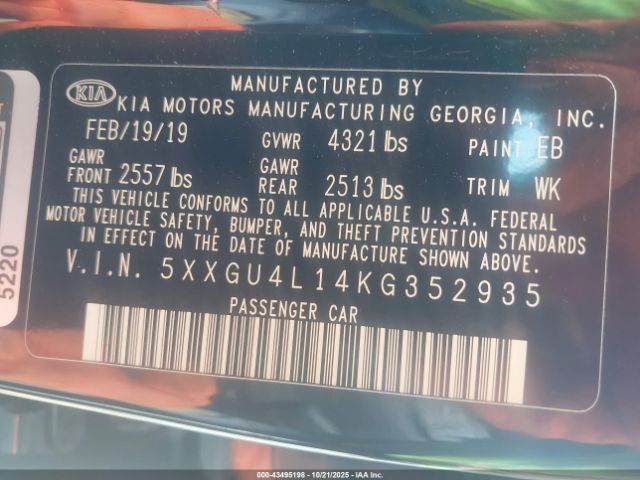 MANUFACTURED BY
KIA KIA MOTORS MANUFACTURING GEORGIA, INC.
FEB/19/19 GVWR 4321 lbs PAINT EB
GAWR FRONT 2557 lbs GAWR REAR 2513 lbs TRIM WK
THIS VEHICLE CONFORMS TO ALL APPLICABLE U.S.A. FEDERAL
MOTOR VEHICLE SAFETY, BUMPER, AND THEFT PREVENTION STANDARDS
IN EFFECT ON THE DATE OF MANUFACTURE SHOWN ABOVE.
V.I.N. 5XXGU4L14KG352935
PASSENGER CAR
5220
000-43495198 - 10/21/2025 - IAA Inc.